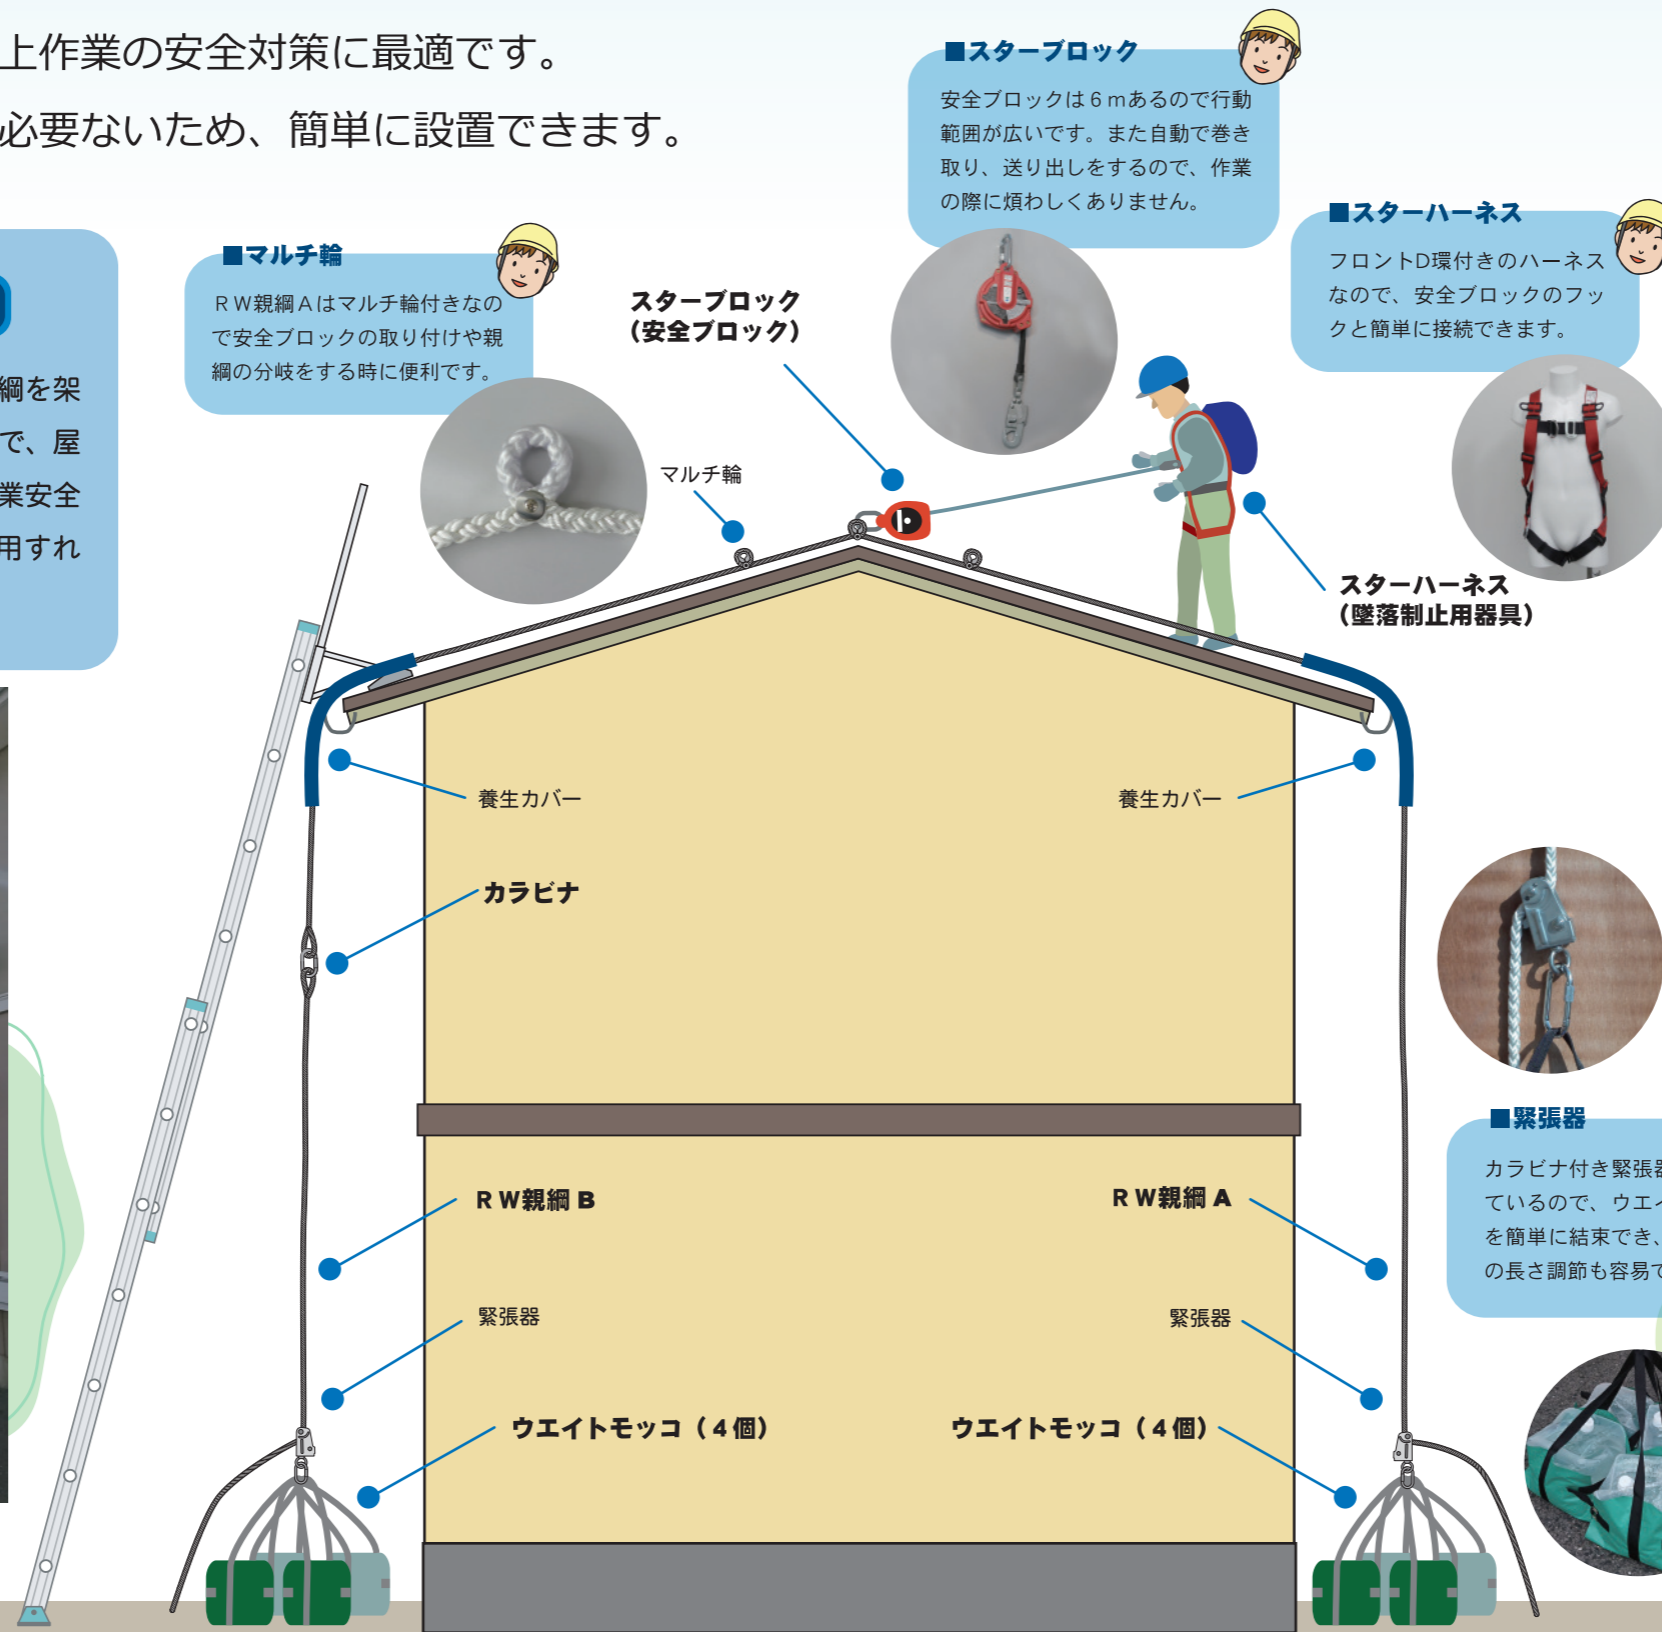 上作業の安全対策に最適です。
必要ないため、簡単に設置できます。
綱を架
で、屋
業安全
用すれ
■マルチ輪
ＲＷ親綱Ａはマルチ輪付きなの
で安全ブロックの取り付けや親
綱の分岐をする時に便利です。
■スターブロック
安全ブロックは６ｍあるので行動
範囲が広いです。また自動で巻き
取り、送り出しをするので、作業
の際に煩わしくありません。
■スターハーネス
フロントD環付きのハーネス
なので、安全ブロックのフッ
クと簡単に接続できます。
スターブロック
（安全ブロック）
マルチ輪
スターハーネス
（墜落制止用器具）
養生カバー
養生カバー
カラビナ
ＲＷ親綱 B
ＲＷ親綱 A
緊張器
緊張器
ウエイトモッコ（４個）
ウエイトモッコ（４個）
■緊張器
カラビナ付き緊張器
ているので、ウエイ
を簡単に結束でき、
の長さ調節も容易で